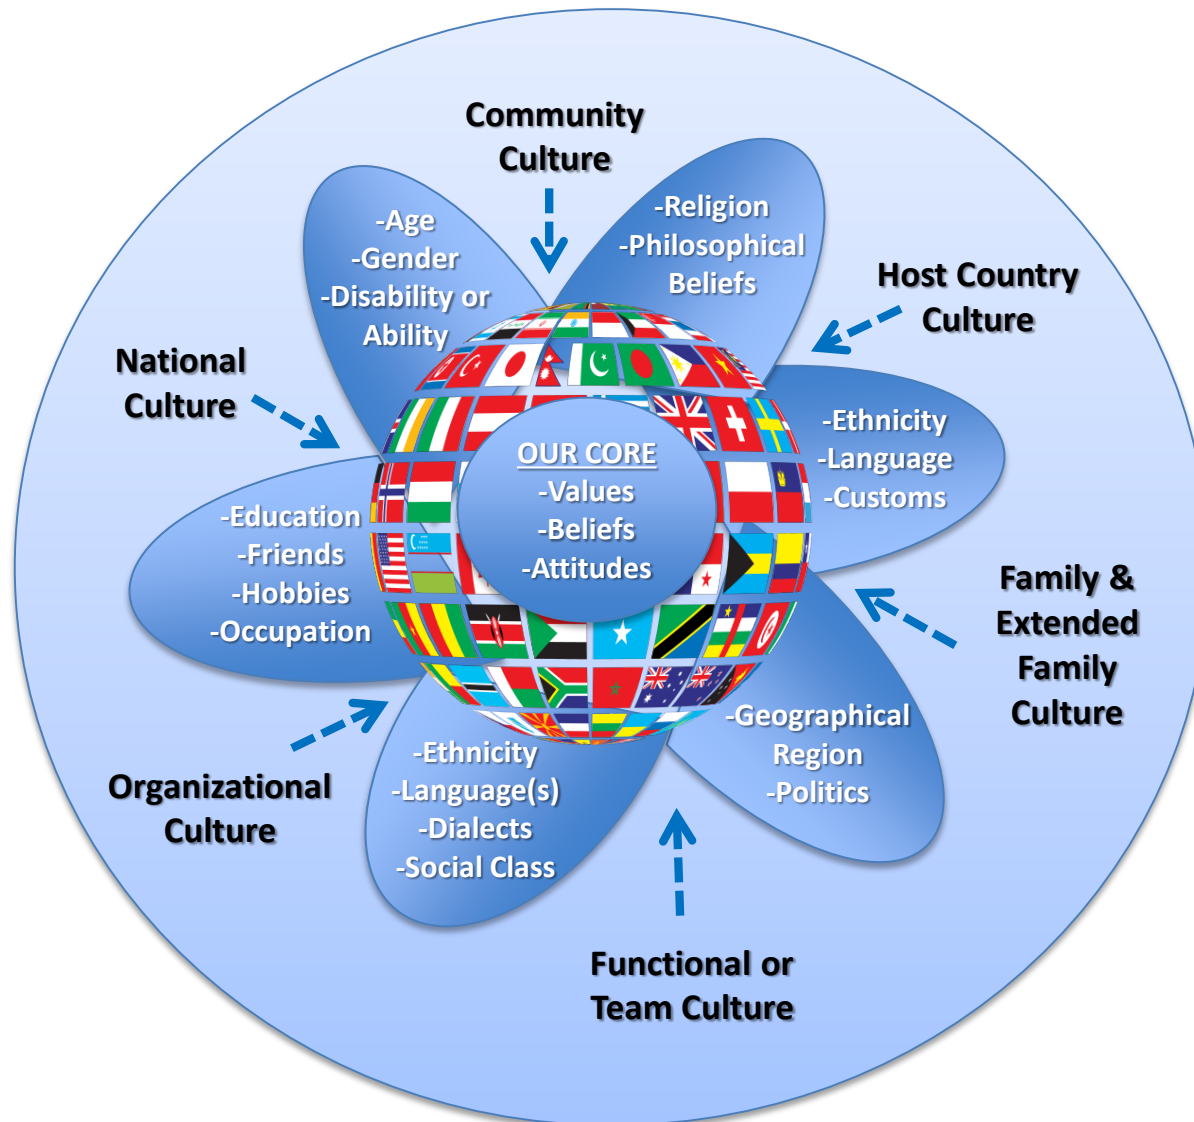 Community
Culture
-Age
-Gender
-Disability or
Ability
-Religion
-Philosophical
Beliefs
Host Country
Culture
National
Culture
-Ethnicity
-Language
-Customs
OUR CORE
-Values
-Beliefs
-Attitudes
-Education
-Friends
-Hobbies
-Occupation
Family &
Extended
Family
Culture
-Geographical
Region
-Politics
Organizational
Culture
-Ethnicity
-Language(s)
-Dialects
-Social Class
Functional or
Team Culture